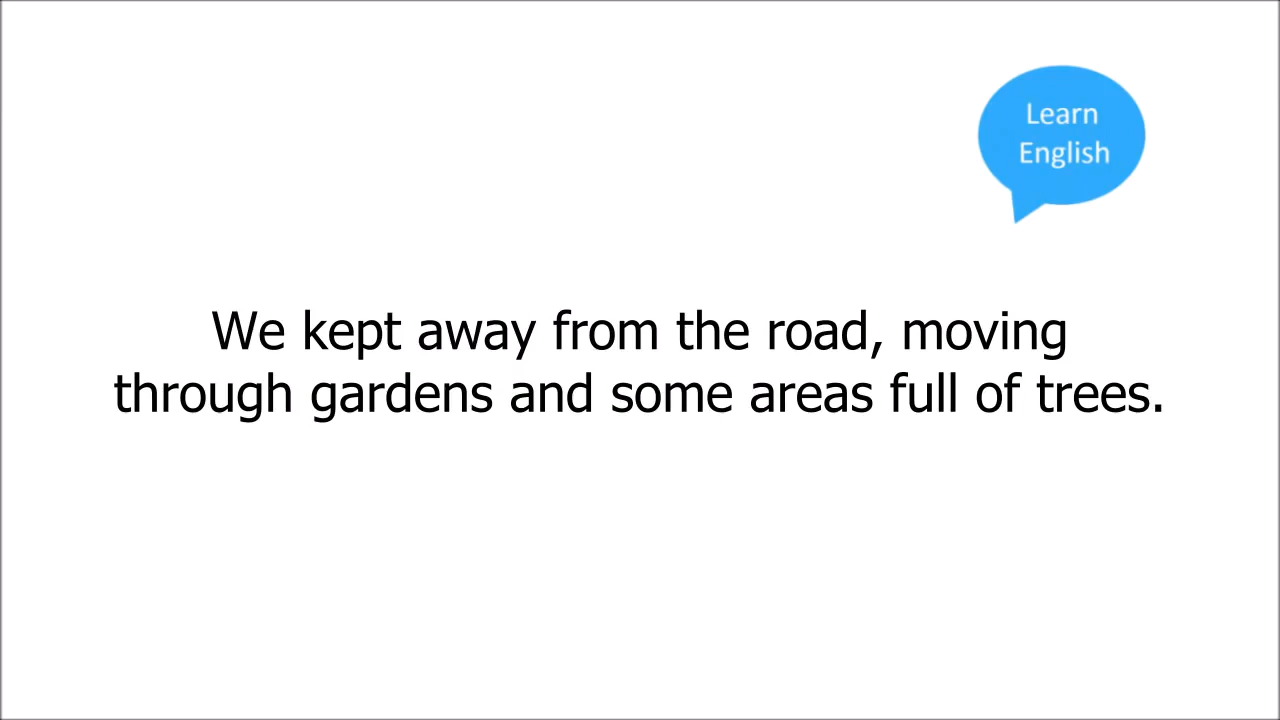 Learn
English
We kept away from the road, moving
through gardens and some areas full of trees.